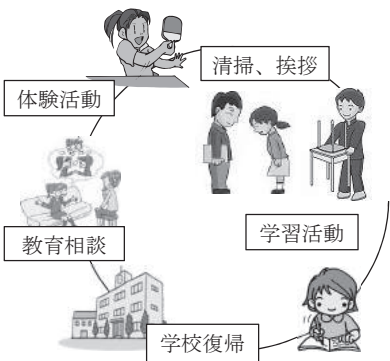 清掃、挨拶
体験活動
学習活動
教育相談
学校復帰